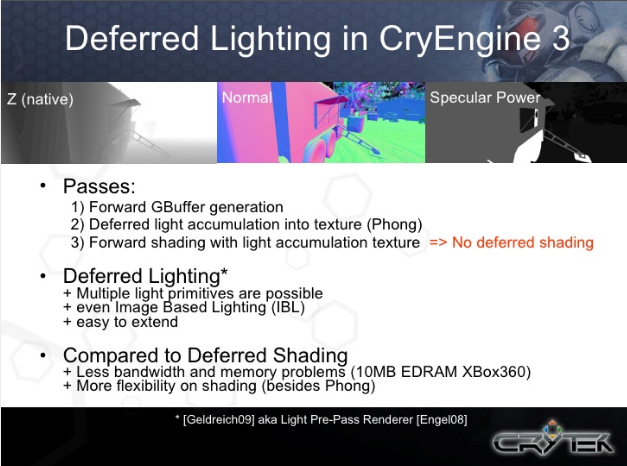 Deferred Lighting in CryEngine 3
Z (native)
Normal
Specular Power
• Passes:
1) Forward GBuffer generation
2) Deferred light accumulation into texture (Phong)
3) Forward shading with light accumulation texture => No deferred shading
• Deferred Lighting*
+ Multiple light primitives are possible
+ even Image Based Lighting (IBL)
+ easy to extend
• Compared to Deferred Shading
+ Less bandwidth and memory problems (10MB EDRAM XBox360)
+ More flexibility on shading (besides Phong)
* [Geldreich09] aka Light Pre-Pass Renderer [Engel08]
CRYTEK